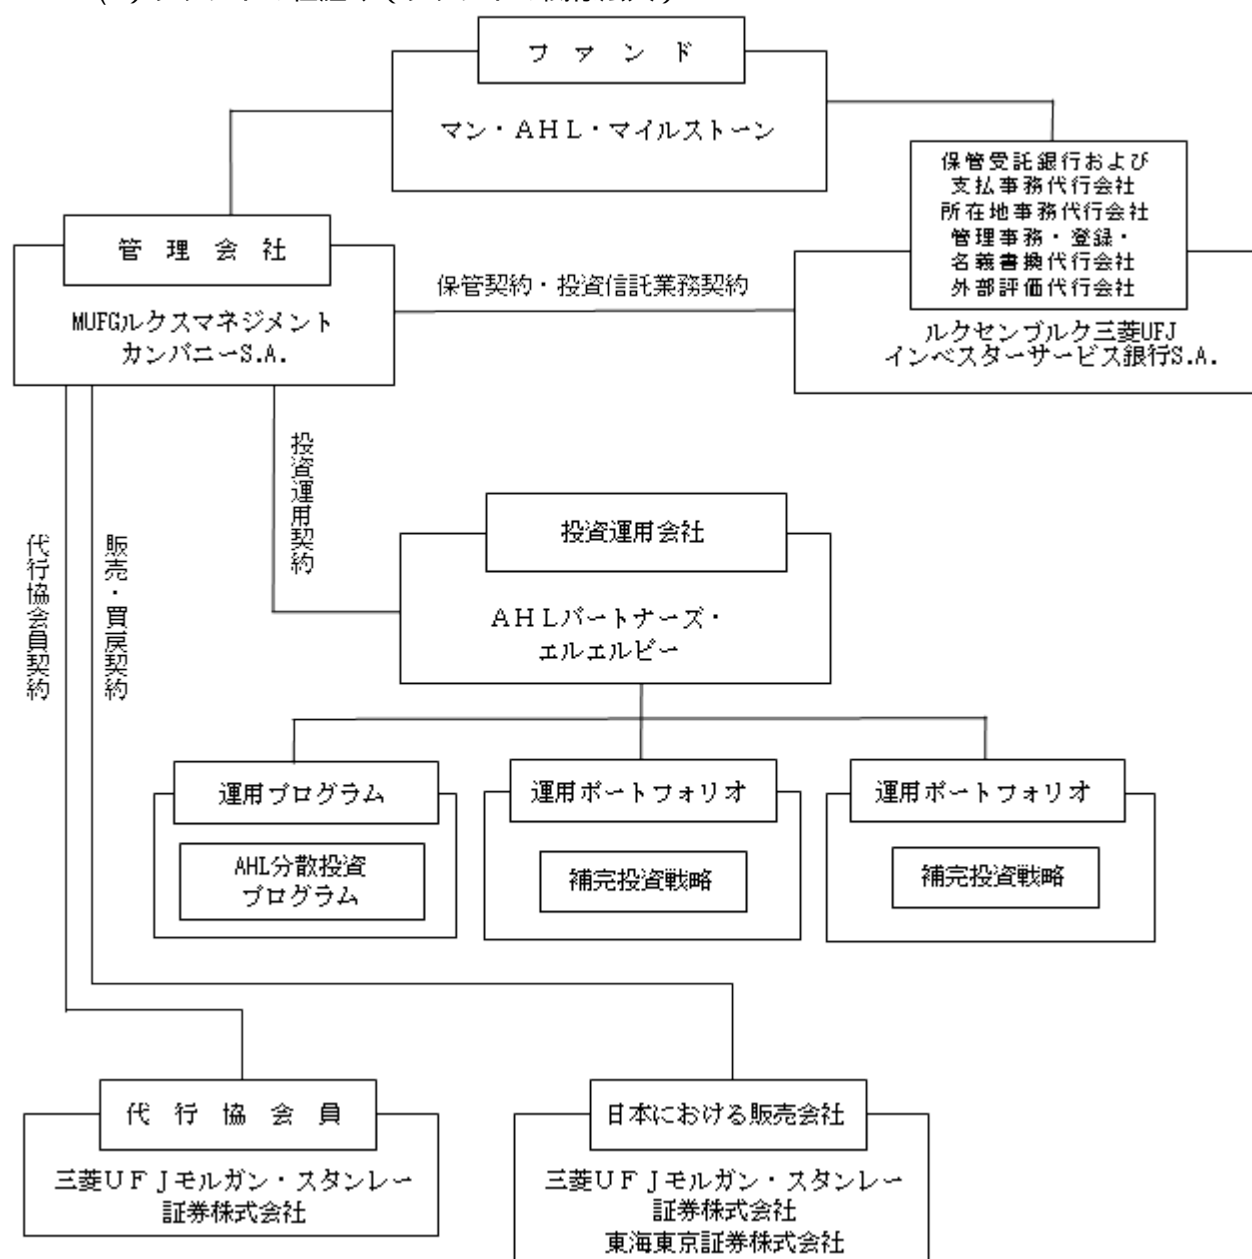 フ ァ ン ド
マン・ＡＨＬ・マイルストーン
保管受託銀行および
支払事務代行会社
所在地事務代行会社
管理事務・登録・
名義書換代行会社
外部評価代行会社
ルクセンブルク三菱UFJ
インベスターサービス銀行S.A.
管 理 会 社
MUFGルクスマネジメント
カンパニーS.A.
保管契約・投資信託業務契約
投資運用契約
代行協会員契約
販売・買戻契約
投資運用会社
ＡＨＬパートナーズ・
エルエルピー
運用プログラム
AHL分散投資
プログラム
運用ポートフォリオ
補完投資戦略
運用ポートフォリオ
補完投資戦略
代 行 協 会 員
三菱ＵＦＪモルガン・スタンレー
証券株式会社
日本における販売会社
三菱ＵＦＪモルガン・スタンレー
証券株式会社
東海東京証券株式会社